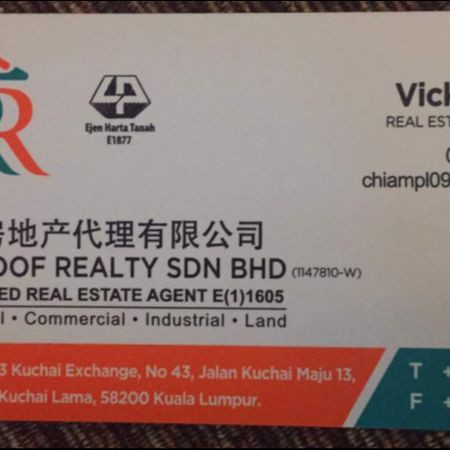 Vick
REAL EST
Ejen Harta Tanah
E1877
0
chiampl09
地产代理有限公司
OOF REALTY SDN BHD (1147810-W)
ED REAL ESTATE AGENT E(1)1605
l • Commercial • Industrial • Land
3 Kuchai Exchange, No 43, Jalan Kuchai Maju 13,
Kuchai Lama, 58200 Kuala Lumpur.
T +
F +